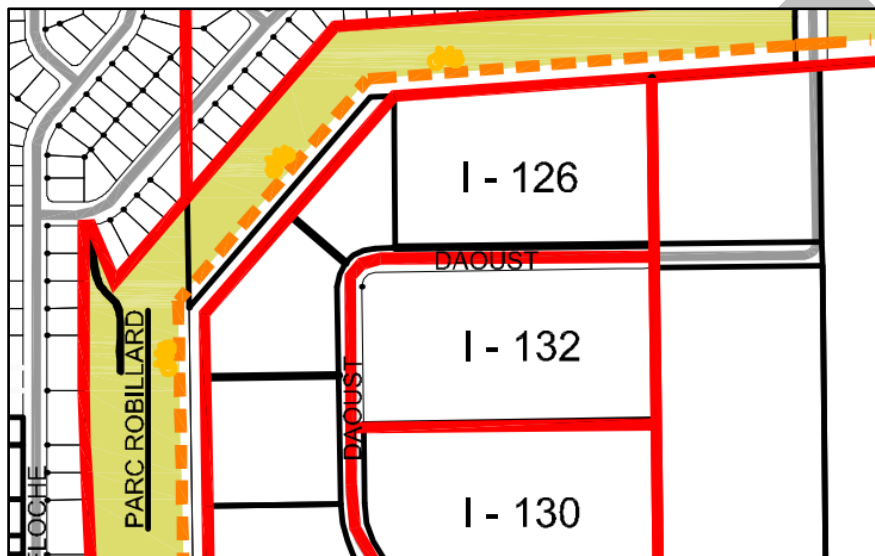 I - 126
DAOUST
I - 132
DAOUST
PARC ROBILLARD
I - 130